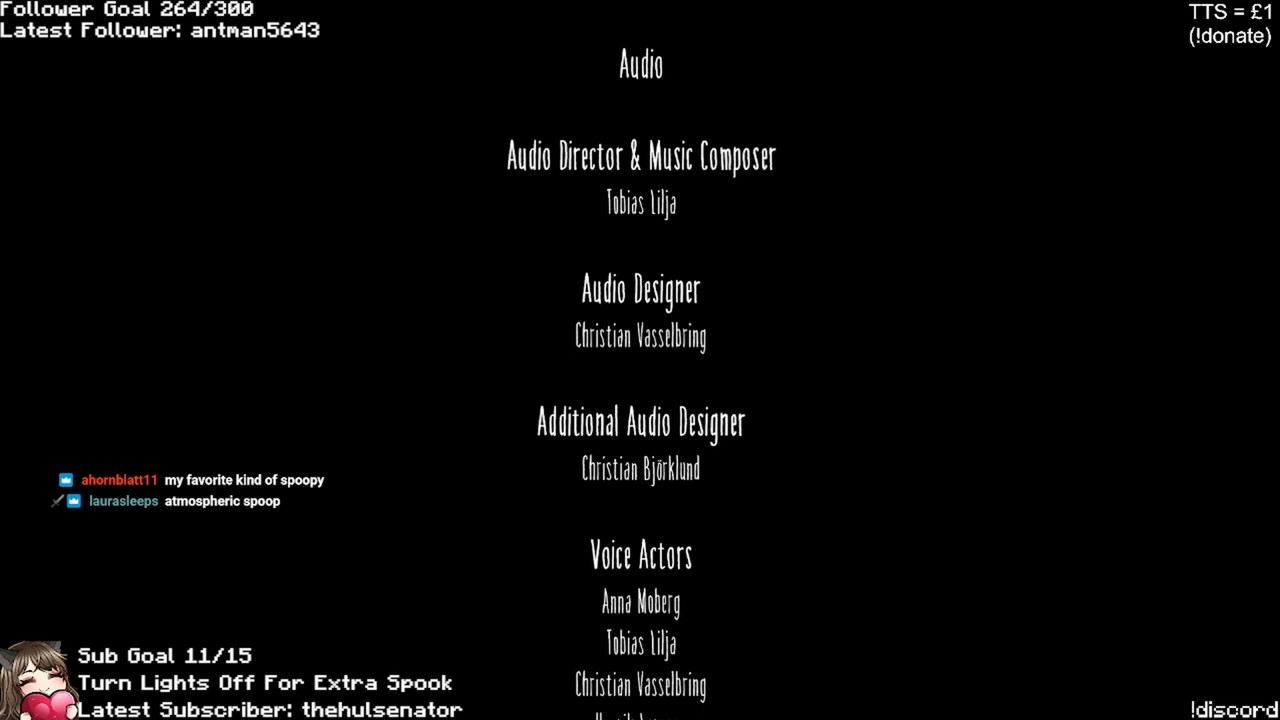 Follower Goal 264/300
Latest Follower: antman5643
TTS = £1
(!donate)
Audio
Audio Director & Music Composer
Tobias Lilja
Audio Designer
Christian Vasselbring
Additional Audio Designer
Christian Björklund
ahornblatt11 my favorite kind of spoopy
laurasleeps atmospheric spoop
Voice Actors
Anna Moberg
Tobias Lilja
Christian Vasselbring
Sub Goal 11/15
Turn Lights Off For Extra Spook
Latest Subscriber: thehulsenator
!discord